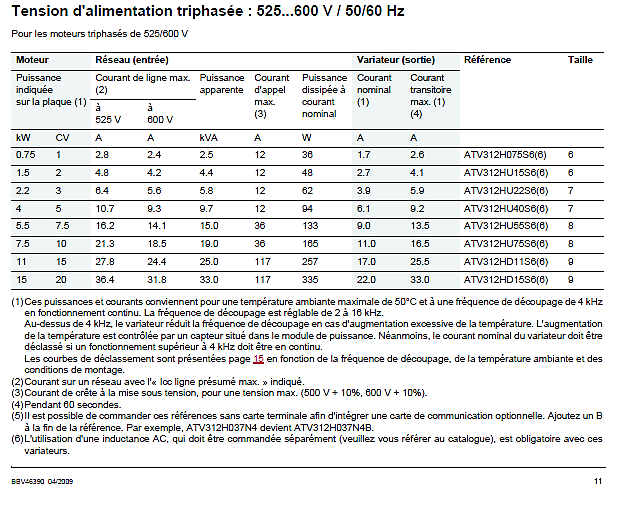 Tension d'alimentation triphasée : 525...600 V / 50/60 Hz
Pour les moteurs triphasés de 525/600 V
Moteur Réseau (entrée) Variateur (sortie) Référence Taille
Puissance indiquée sur la plaque (1) Courant de ligne max. (2) Puissance apparente Courant d'appel max. (3) Puissance dissipée à courant nominal Courant nominal (1) Courant transitoire max. (1) (4)
à 525 V à 600 V
kW CV A A kVA A W A A
0.75 1 2.8 2.4 2.5 12 36 1.7 2.6 ATV312H075S6(6) 6
1.5 2 4.8 4.2 4.4 12 48 2.7 4.1 ATV312HU15S6(6) 6
2.2 3 6.4 5.6 5.8 12 62 3.9 5.9 ATV312HU22S6(6) 7
4 5 10.7 9.3 9.7 12 94 6.1 9.2 ATV312HU40S6(6) 7
5.5 7.5 16.2 14.1 15.0 36 133 9.0 13.5 ATV312HU55S6(6) 8
7.5 10 21.3 18.5 19.0 36 165 11.0 16.5 ATV312HU75S6(6) 8
11 15 27.8 24.4 25.0 117 257 17.0 25.5 ATV312HD11S6(6) 9
15 20 36.4 31.8 33.0 117 335 22.0 33.0 ATV312HD15S6(6) 9
(1)Ces puissances et courants conviennent pour une température ambiante maximale de 50°C et à une fréquence de découpage de 4 kHz
en fonctionnement continu. La fréquence de découpage est réglable de 2 à 16 kHz.
Au-dessus de 4 kHz, le variateur réduit la fréquence de découpage en cas d'augmentation excessive de la température. L'augmentation
de la température est contrôlée par un capteur situé dans le module de puissance. Néanmoins, le courant nominal du variateur doit être
déclassé si un fonctionnement supérieur à 4 kHz doit être en continu.
Les courbes de déclassement sont présentées page 15 en fonction de la fréquence de découpage, de la température ambiante et des
conditions de montage.
(2)Courant sur un réseau avec l'« Icc ligne présumé max. » indiqué.
(3)Courant de crête à la mise sous tension, pour une tension max. (500 V + 10%, 600 V + 10%).
(4)Pendant 60 secondes.
(5)Il est possible de commander ces références sans carte terminale afin d'intégrer une carte de communication optionnelle. Ajoutez un B
à la fin de la référence. Par exemple, ATV312H037N4 devient ATV312H037N4B.
(6)L'utilisation d'une inductance AC, qui doit être commandée séparément (veuillez vous référer au catalogue), est obligatoire avec ces
variateurs.
BBV46390 04/2009 11